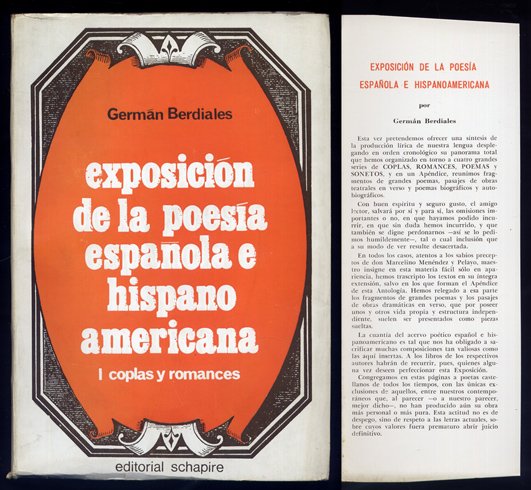 Germán Berdiales
exposición
de la poesía
española e
hispano
americana
I coplas y romances
editorial schapire
EXPOSICIÓN DE LA POESÍA
ESPAÑOLA E HISPANOAMERICANA
por
Germán Berdiales
Esta vez pretendemos ofrecer una síntesis de
la producción lírica de nuestra lengua desple-
gando en orden cronológico su panorama total
que hemos organizado en torno a cuatro grandes
series de COPLAS, ROMANCES, POEMAS y
SONETOS, y en un Apéndice, reunimos frag-
mentos de grandes poemas, pasajes de obras
teatrales en verso y poemas biográficos y auto-
biográficos.
Con buen espíritu y seguro gusto, el amigo
lector, salvará por sí y para sí, las omisiones im-
portantes o no, en que hayamos podido incu-
rrir, en que sin duda hemos incurrido, y que
también se digne perdonarnos —así se lo pedi-
mos humildemente—, tal o cual inclusión que
a su modo de ver resulte desacertada.
En todos los casos, atentos a los sabios precep-
tos de don Marcelino Menéndez y Pelayo, maes-
tro insigne en esta materia fácil sólo en apa-
riencia, hemos trascripto los textos en su íntegra
extensión, salvo en los que forman el Apéndice
de esta Antología. Hemos relegado a esa parte
los fragmentos de grandes poemas y los pasajes
de obras dramáticas en verso, que por poseer
unos y otros vida propia y estructura indepen-
diente, suelen ser presentados como piezas
sueltas.
La cuantía del acervo poético español e his-
panoamericano es tal que nos ha obligado a sa-
crificar muchas composiciones tan valiosas como
las aquí insertas. A los libros de los respectivos
autores habrán de recurrir, pues, quienes algu-
na vez deseen perfeccionar esta Exposición.
Congregamos en estas páginas a poetas caste-
llanos de todos los tiempos, con las únicas ex-
clusiones de aquellos, entre nuestros contempo-
ráneos que, al parecer —o a nuestro parecer,
mejor dicho—, no han producido aún su obra
más personal o más pura. Esta actitud no es de
despego, sino de respeto a las letras actuales, so-
bre cuyos valores fuera prematuro abrir juicio
definitivo.